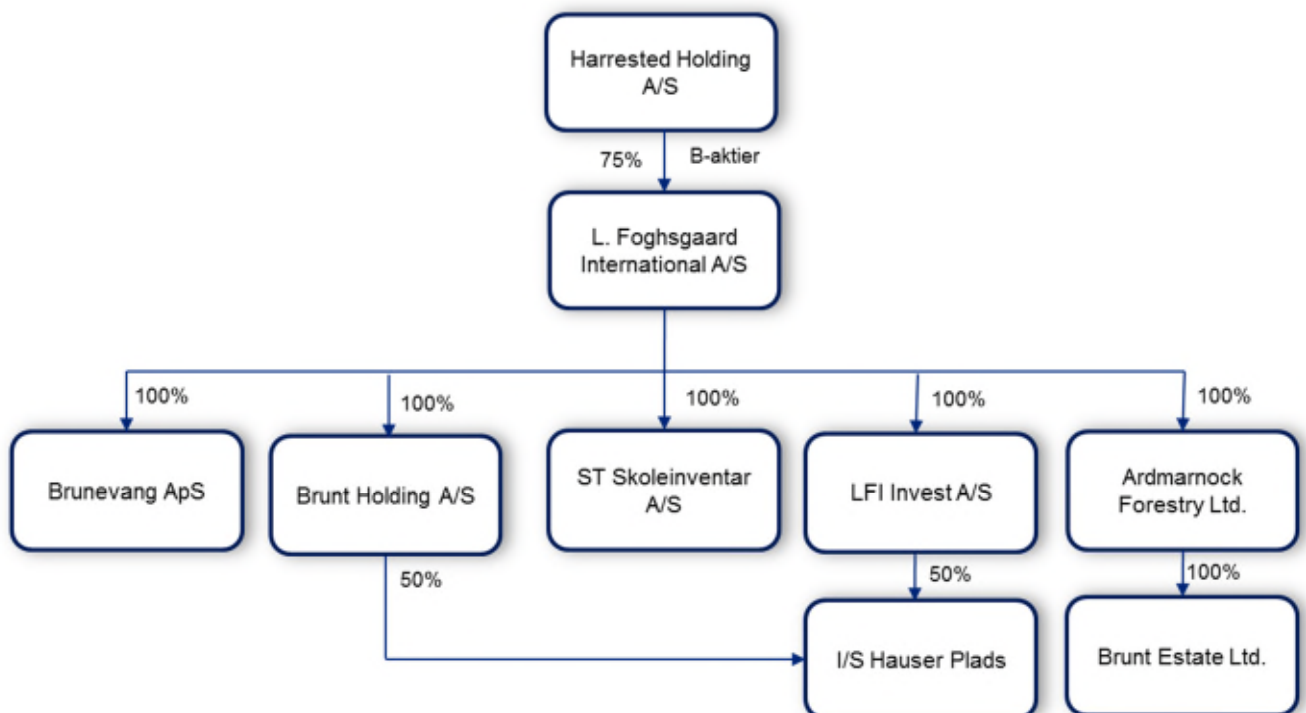 Harrested Holding
A/S
75%
B-aktier
L. Foghsgaard
International A/S
100%
100%
100%
100%
100%
Brunevang ApS
Brunt Holding A/S
ST Skoleinventar
A/S
LFI Invest A/S
Ardmarnock
Forestry Ltd.
50%
50%
100%
I/S Hauser Plads
Brunt Estate Ltd.